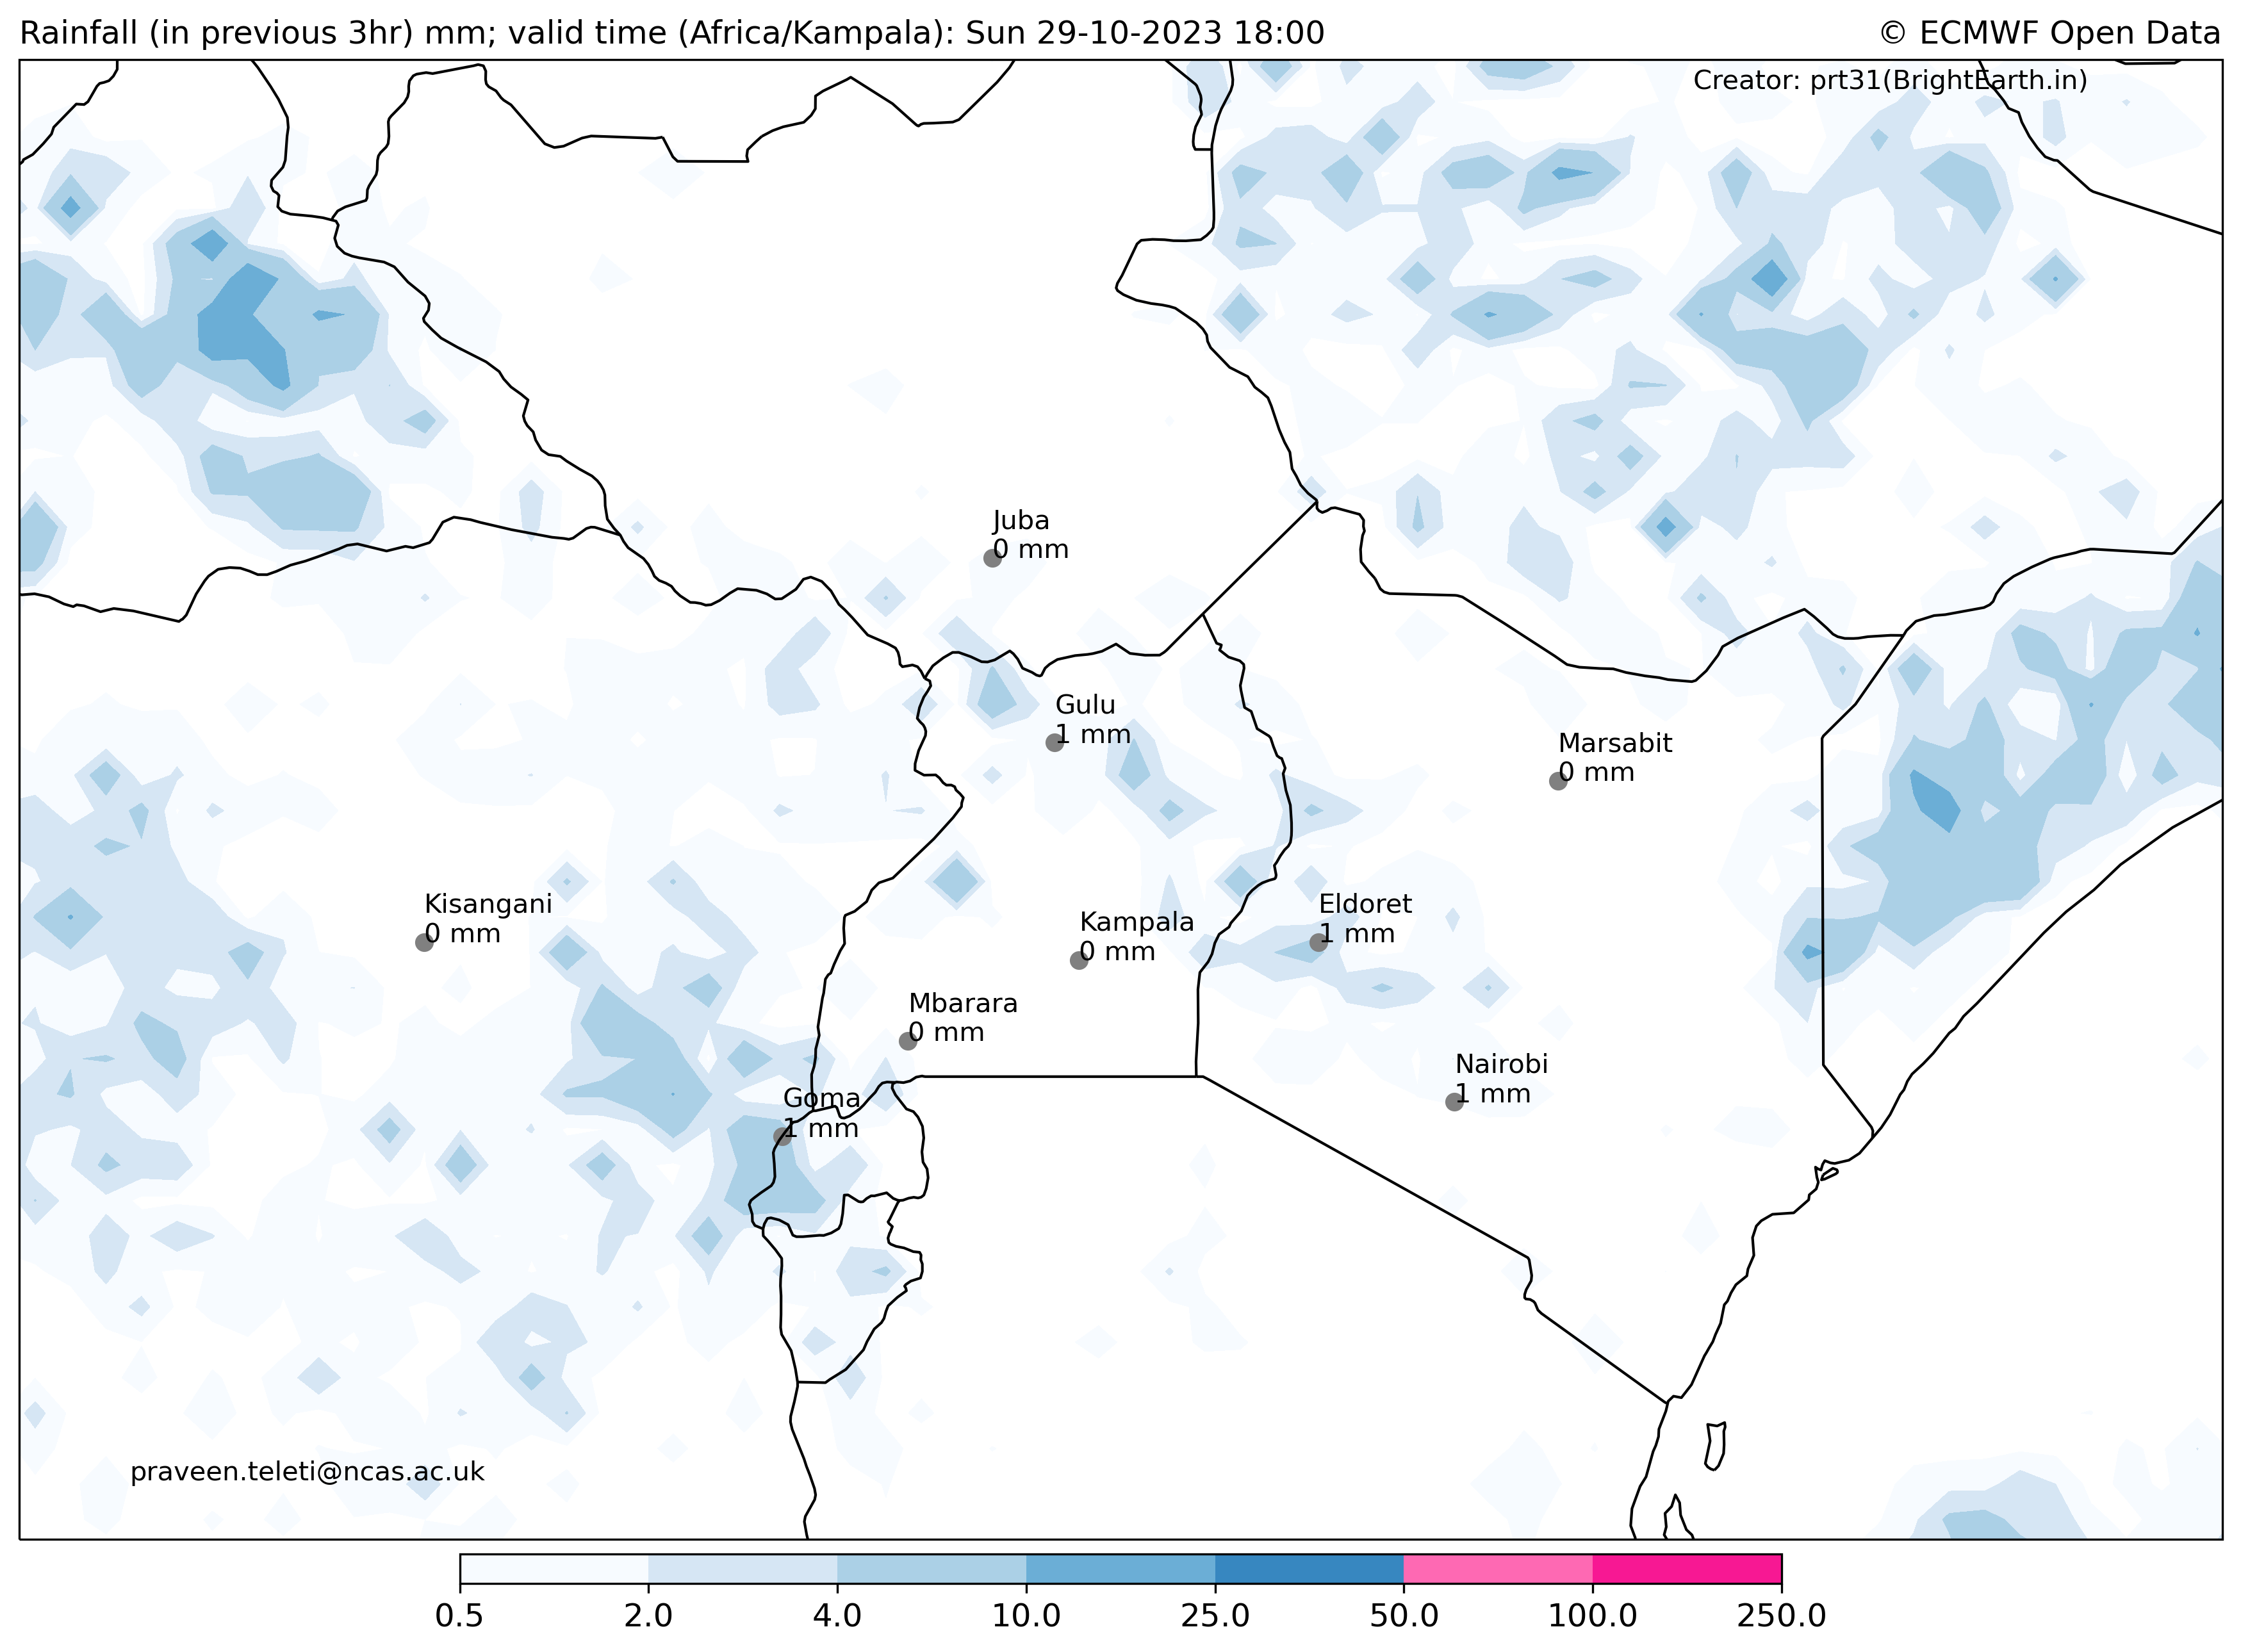 Rainfall (in previous 3hr) mm; valid time (Africa/Kampala): Sun 29-10-2023 18:00
© ECMWF Open Data
Creator: prt31(BrightEarth.in)
Juba
0 mm
Gulu
1 mm
Marsabit
0 mm
Kisangani
0 mm
Eldoret
1 mm
Kampala
0 mm
Mbarara
0 mm
Nairobi
1 mm
Goma
1 mm
praveen.teleti@ncas.ac.uk
0.5 2.0 4.0 10.0 25.0 50.0 100.0 250.0